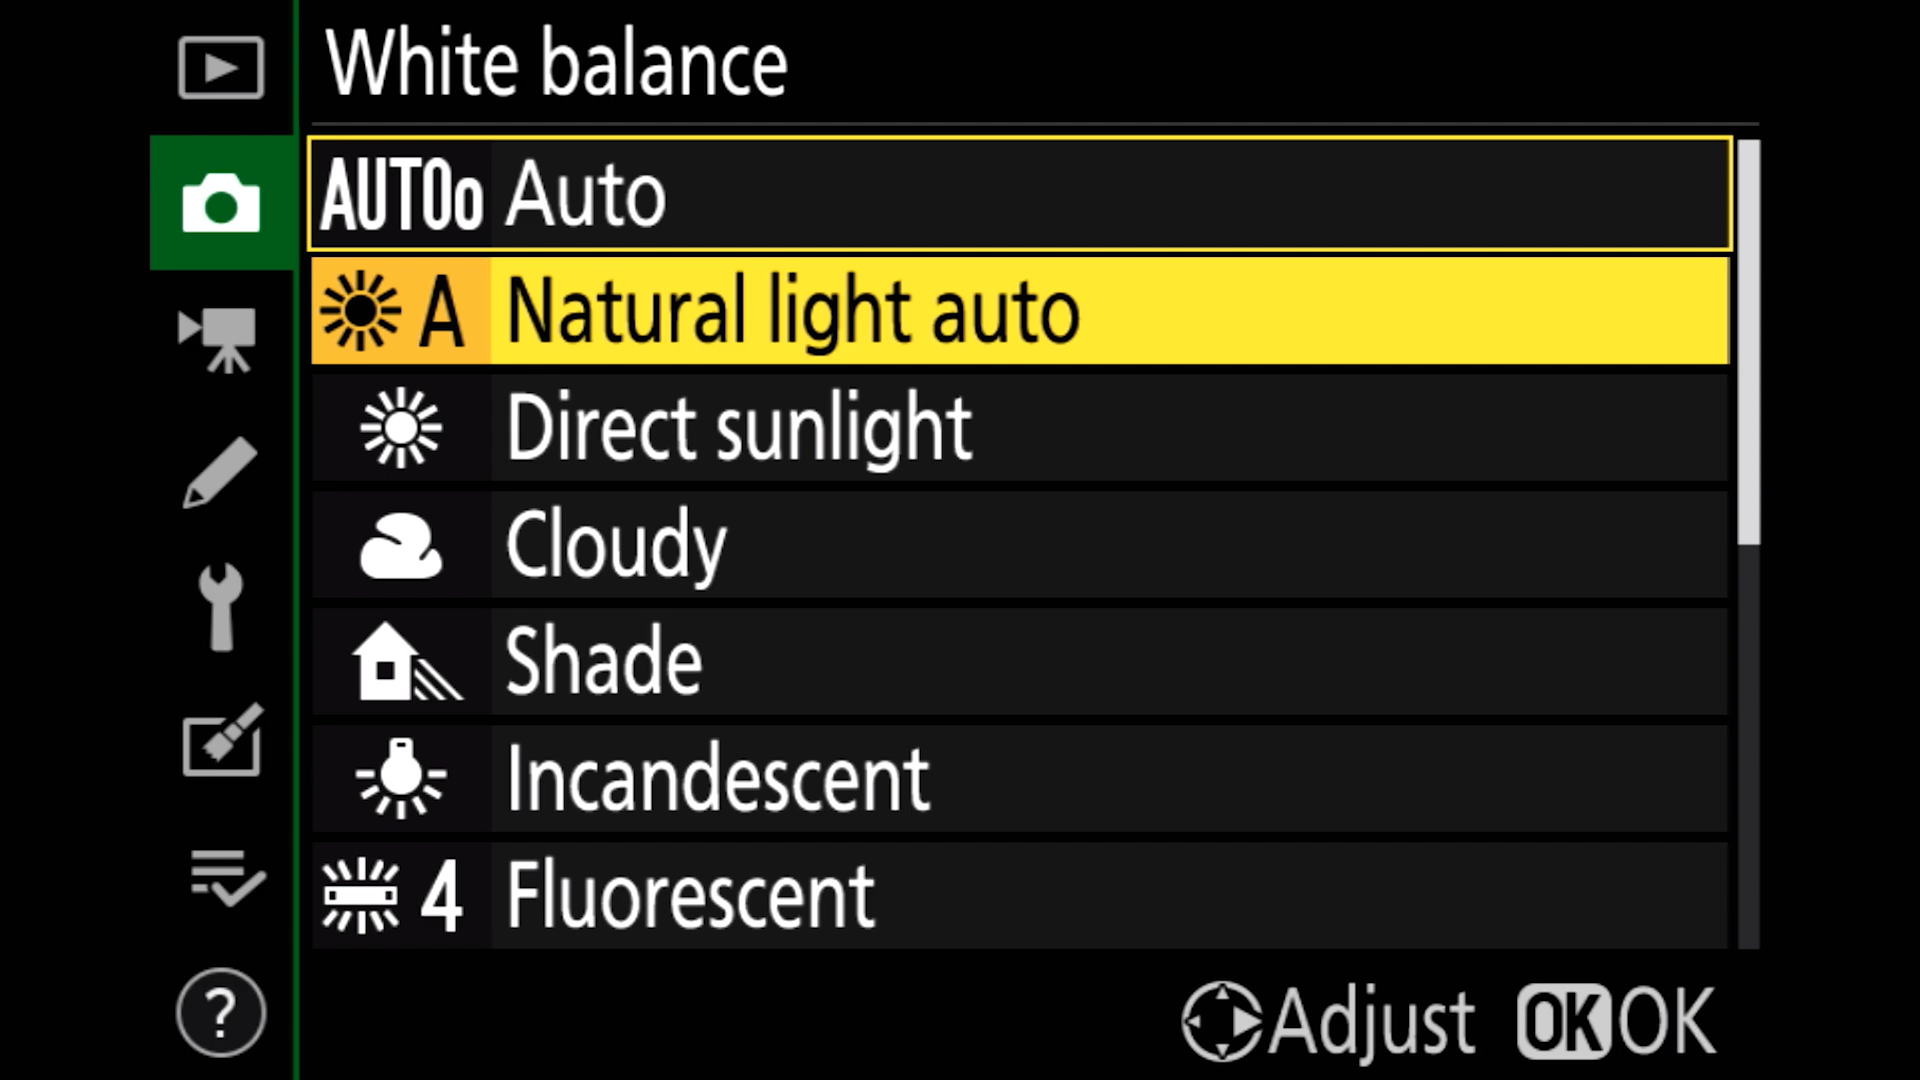 White balance
AUTO0 Auto
A Natural light auto
Direct sunlight
Cloudy
Shade
Incandescent
4 Fluorescent
?
Adjust OK OK